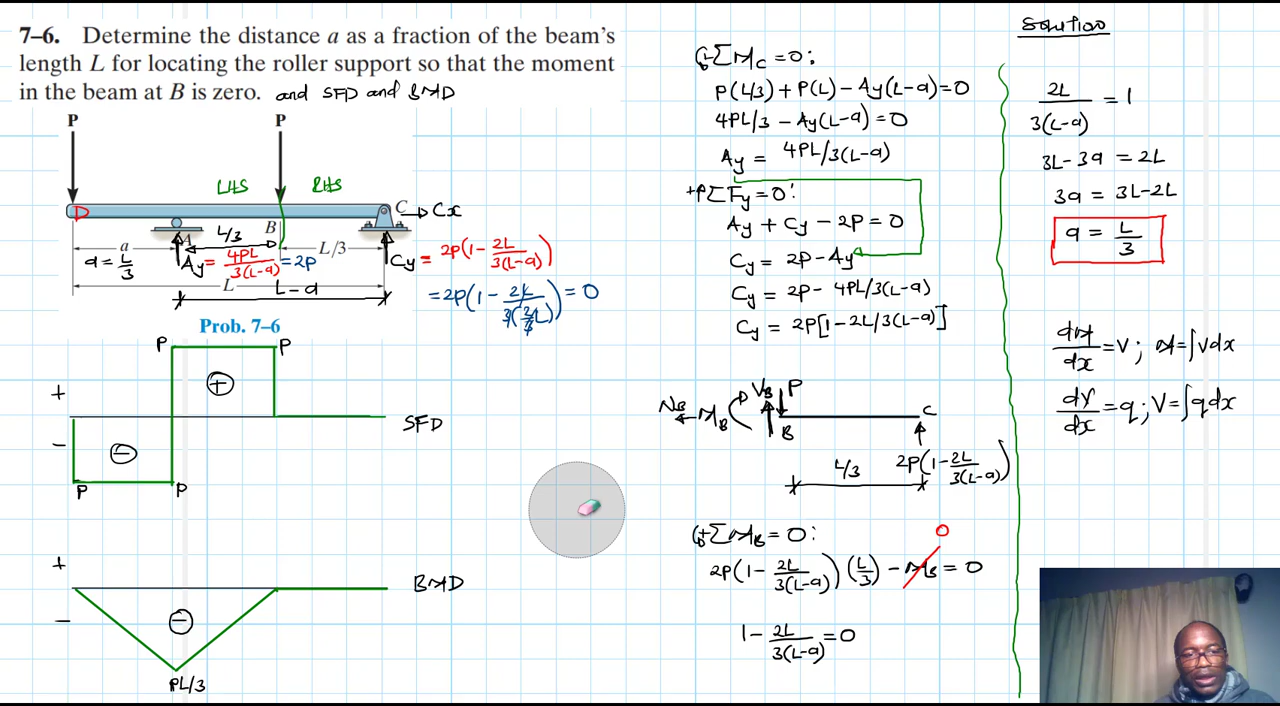 7–6. Determine the distance a as a fraction of the beam's
length L for locating the roller support so that the moment
in the beam at B is zero. and SFD and BMD
P
P
LHS
RHS
D
C
Cx
A
L/3
B
a
L/3
a = L/3
Ay = 4PL/3(L-a) = 2P
Cy = 2P(1 - 2L/3(L-a))
L
L-a
= 2P(1 - 2L/3(2/3 L)) = 0
Prob. 7–6
P
P
+
+
-
-
P
P
SFD
+
-
-
BMD
PL/3
+ΣMc = 0:
P(L/3) + P(L) - Ay(L-a) = 0
4PL/3 - Ay(L-a) = 0
Ay = 4PL/3(L-a)
+↑ΣFy = 0:
Ay + Cy - 2P = 0
Cy = 2P - Ay
Cy = 2P - 4PL/3(L-a)
Cy = 2P[1 - 2L/3(L-a)]
NB
MB
VB
P
B
C
L/3
2P(1 - 2L/3(L-a))
+ΣMB = 0:
0
2P(1 - 2L/3(L-a))(L/3) - MB = 0
1 - 2L/3(L-a) = 0
Solution
2L/3(L-a) = 1
3L - 3a = 2L
3a = 3L - 2L
a = L/3
dM/dx = V; M = ∫Vdx
dV/dx = q; V = ∫qdx